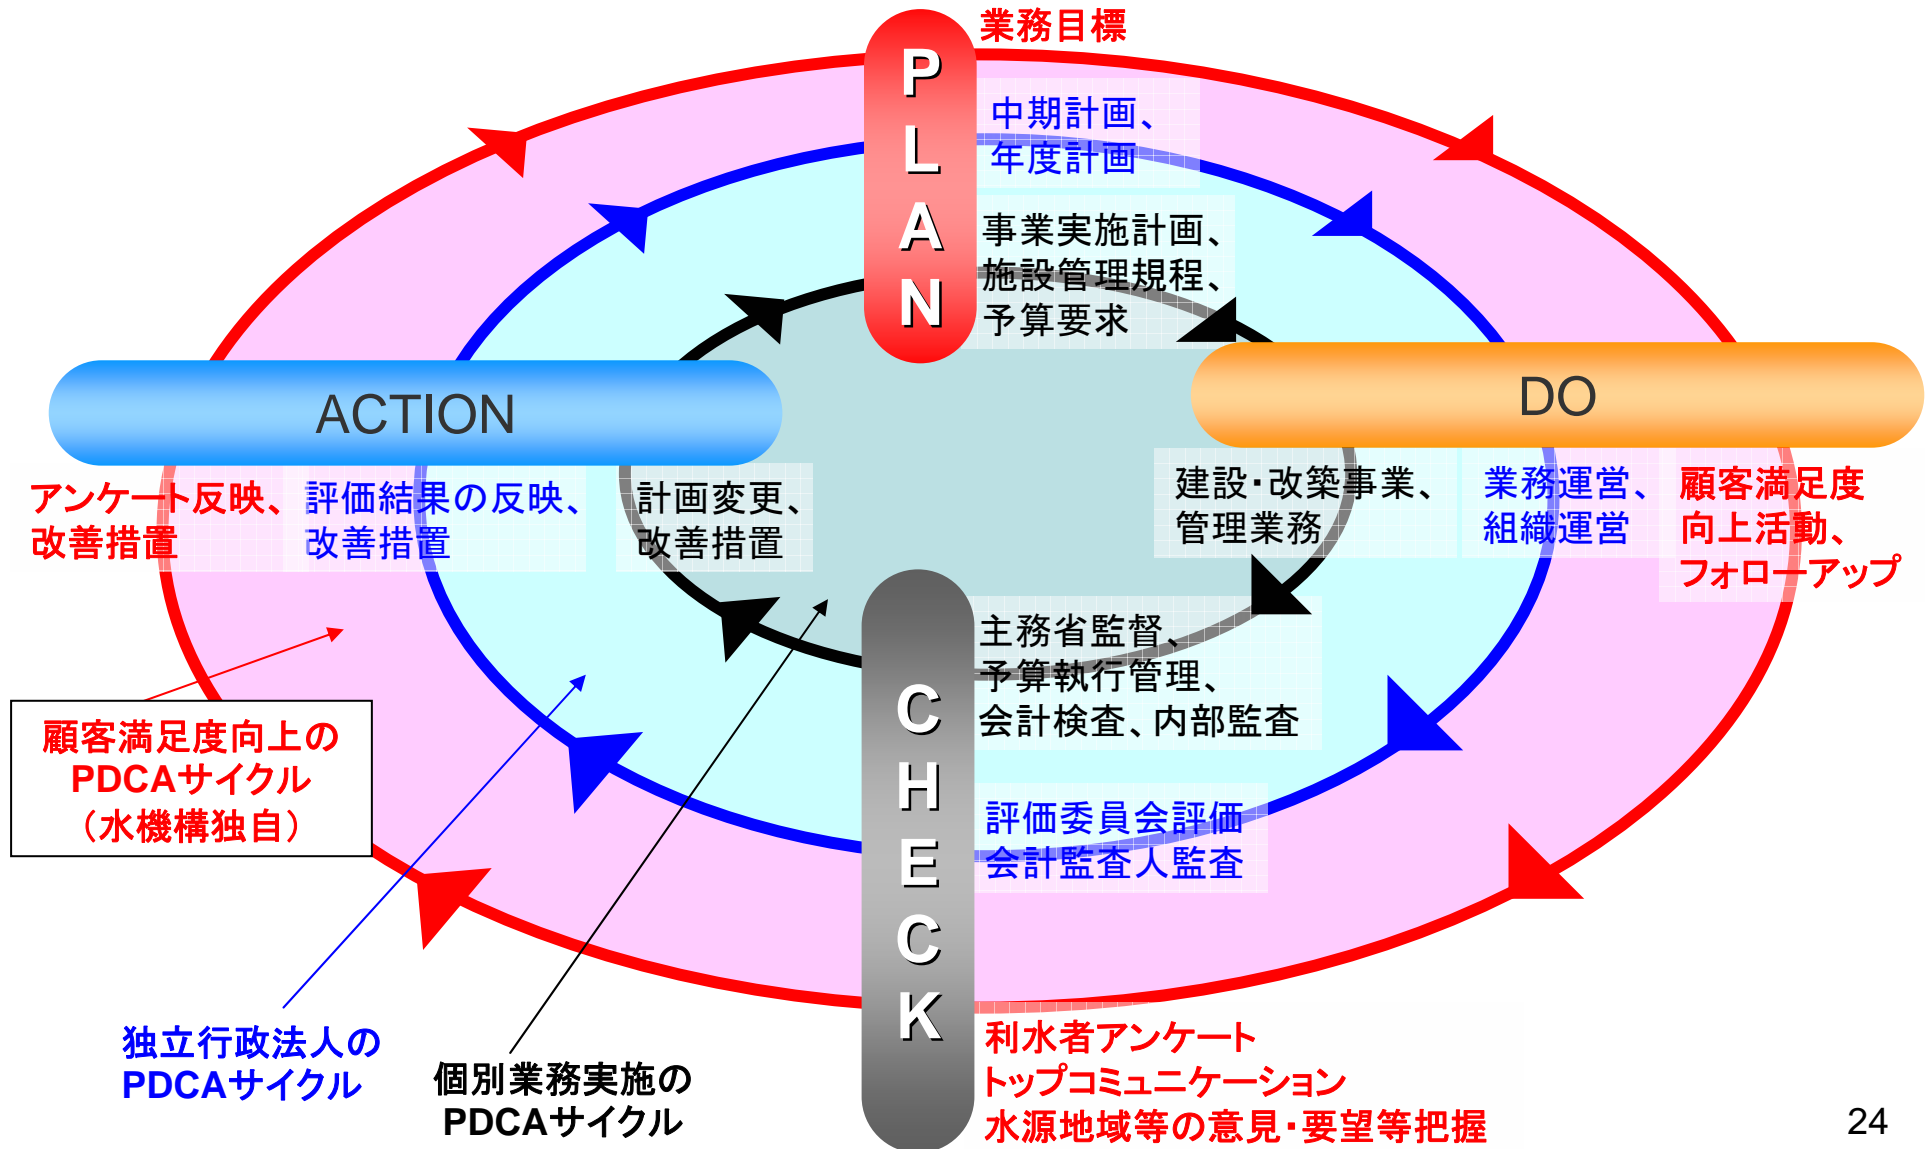 業務目標
PLAN
中期計画、
年度計画
事業実施計画、
施設管理規程、
予算要求
ACTION
DO
アンケート反映、
改善措置
評価結果の反映、
改善措置
計画変更、
改善措置
建設・改築事業、
管理業務
業務運営、
組織運営
顧客満足度
向上活動、
フォローアップ
CHECK
主務省監督、
予算執行管理、
会計検査、内部監査
評価委員会評価
会計監査人監査
利水者アンケート
トップコミュニケーション
水源地域等の意見・要望等把握
顧客満足度向上の
PDCAサイクル
（水機構独自）
独立行政法人の
PDCAサイクル
個別業務実施の
PDCAサイクル
24